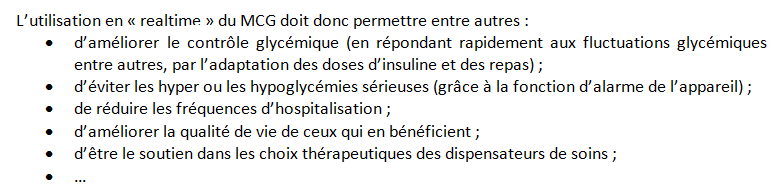 L'utilisation en « realtime » du MCG doit donc permettre entre autres :
• d'améliorer le contrôle glycémique (en répondant rapidement aux fluctuations glycémiques
entre autres, par l'adaptation des doses d'insuline et des repas) ;
• d'éviter les hyper ou les hypoglycémies sérieuses (grâce à la fonction d'alarme de l'appareil) ;
• de réduire les fréquences d'hospitalisation ;
• d'améliorer la qualité de vie de ceux qui en bénéficient ;
• d'être le soutien dans les choix thérapeutiques des dispensateurs de soins ;
• …